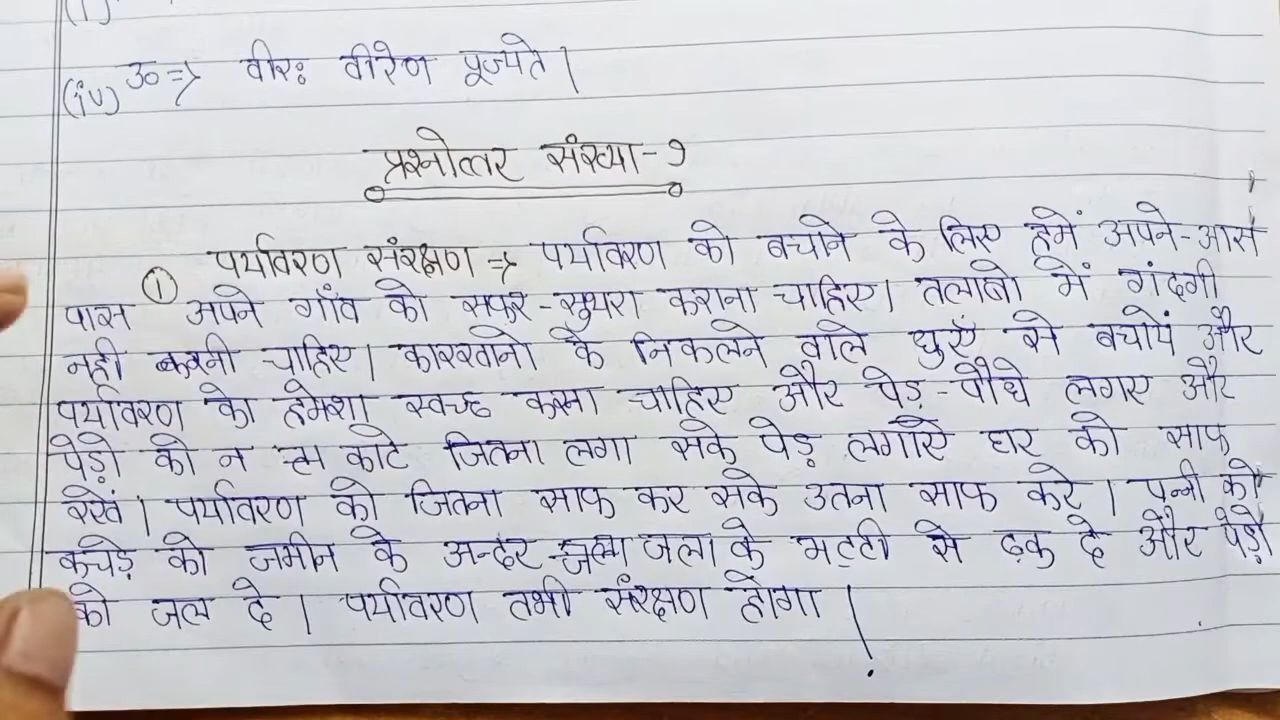 (iv) उ०=> वीरः वीरेण पूज्यते।
प्रश्नोत्तर संख्या-9
① पर्यावरण संरक्षण => पर्यावरण को बचाने के लिए हमें अपने-आस
पास अपने गाँव को सफर-सुथरा कराना चाहिए। तलाबो में गंदगी
नही करनी चाहिए। कारखानो के निकलने वाले धुएँ से बचायें और
पर्यावरण को हमेशा स्वच्छ करना चाहिए और पेड़-पौधे लगाए और
पेड़ो को न काटे जितना लगा सके पेड़ लगाऐ घर को साफ
रखें। पर्यावरण को जितना साफ कर सके उतना साफ करे। पन्नी को
कचड़े को जमीन के अन्दर जला के मट्टी से ढ़क दे और पेड़ो
को जल दे। पर्यावरण तभी संरक्षण होगा।